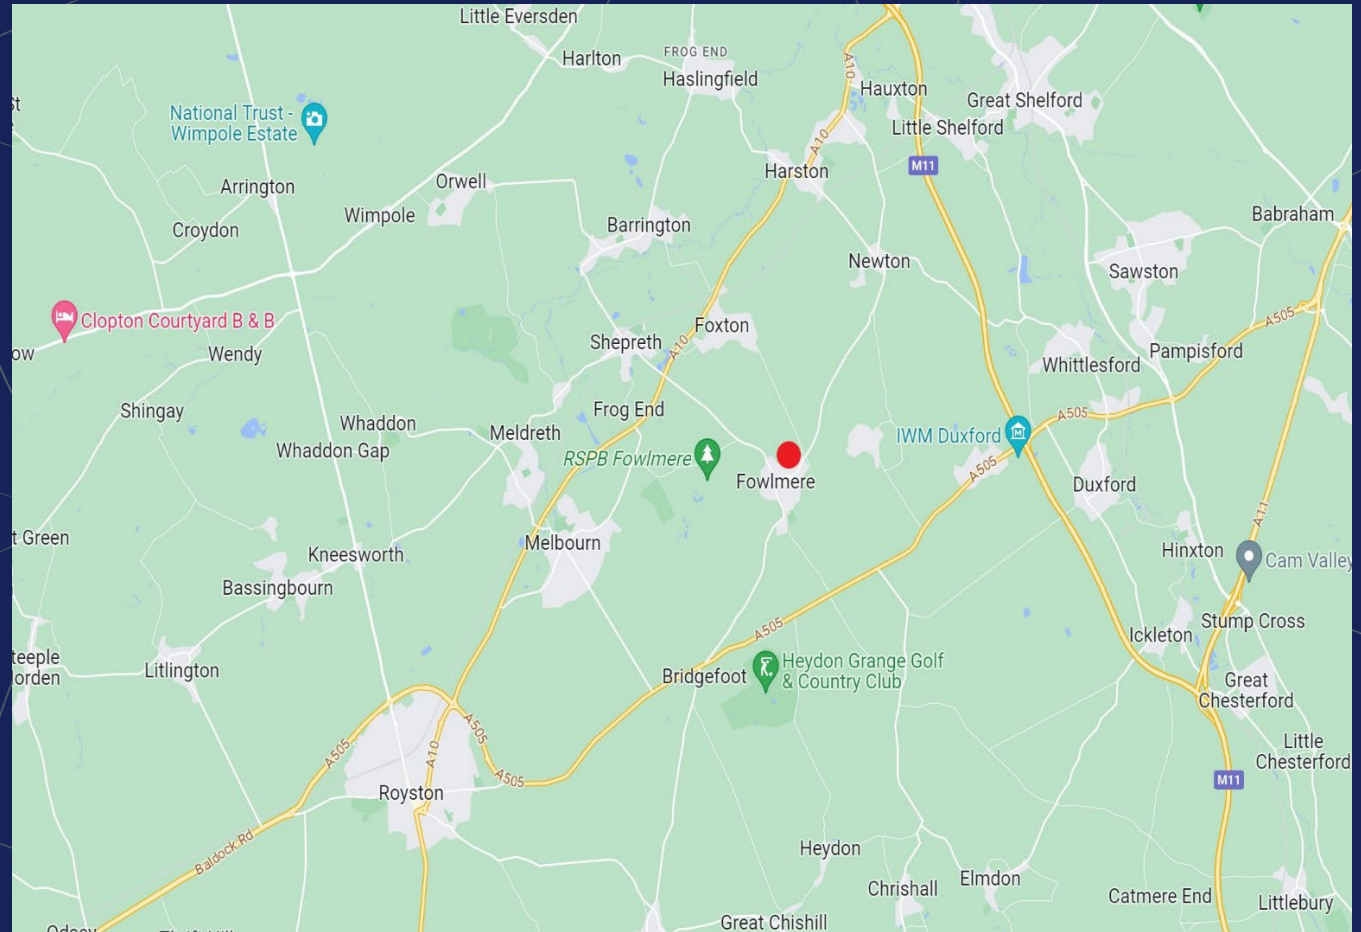 Little Eversden
Harlton
FROG END
Haslingfield
A10
Hauxton
Great Shelford
Little Shelford
National Trust -
Wimpole Estate
A10
M11
Harston
Arrington
Orwell
Wimpole
Croydon
Barrington
Babraham
Newton
Sawston
Clopton Courtyard B & B
Foxton
A505
Shepreth
A10
Whittlesford
Pampisford
ow
Wendy
Shingay
Whaddon
Frog End
A505
Whaddon Gap
Meldreth
RSPB Fowlmere
IWM Duxford
A505
Fowlmere
Duxford
A11
t Green
Kneesworth
Melbourn
Hinxton
Cam Valley
Bassingbourn
A505
Stump Cross
Ickleton
teeple
orden
Litlington
Bridgefoot
Heydon Grange Golf
& Country Club
Great
Chesterford
A505
A505
A10
A505
Little
Chesterford
M11
Royston
Baldock Rd
Heydon
Chrishall
Elmdon
Catmere End
Littlebury
Great Chishill